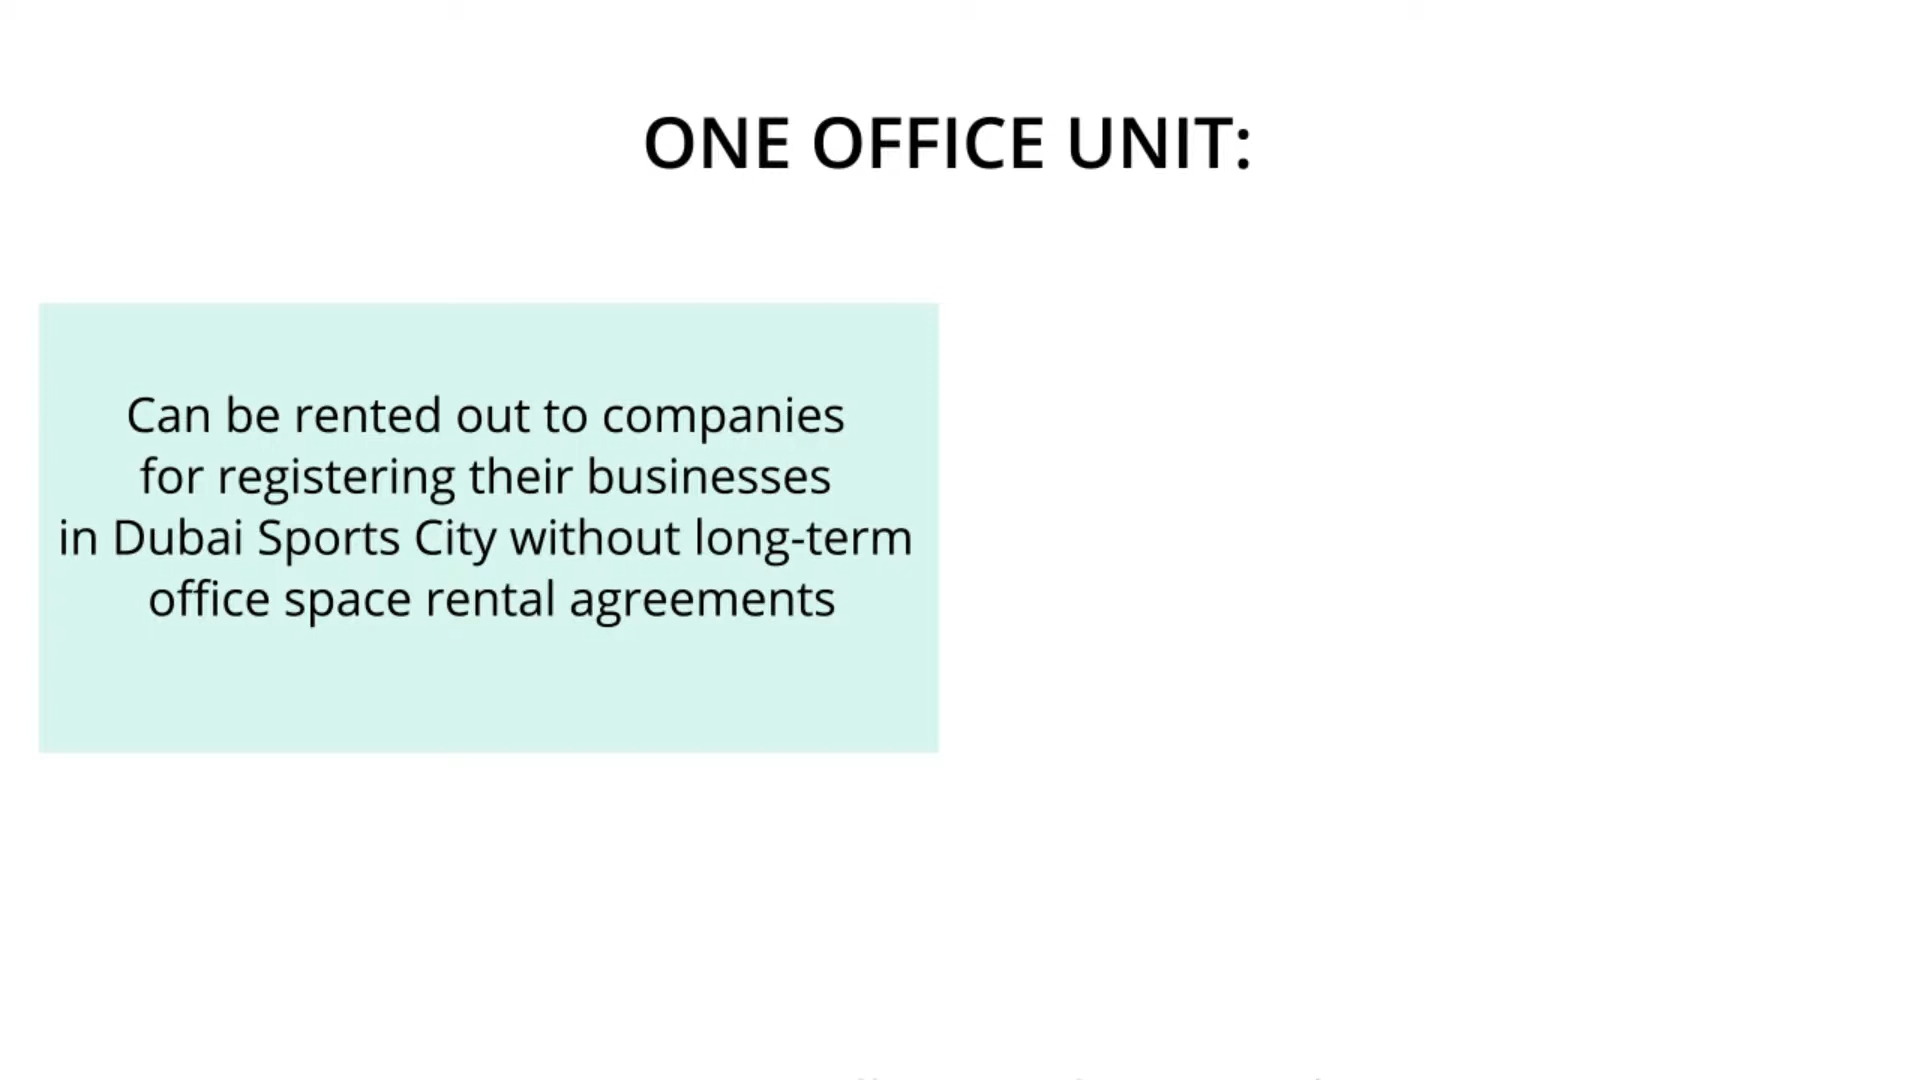 ONE OFFICE UNIT:
Can be rented out to companies
for registering their businesses
in Dubai Sports City without long-term
office space rental agreements